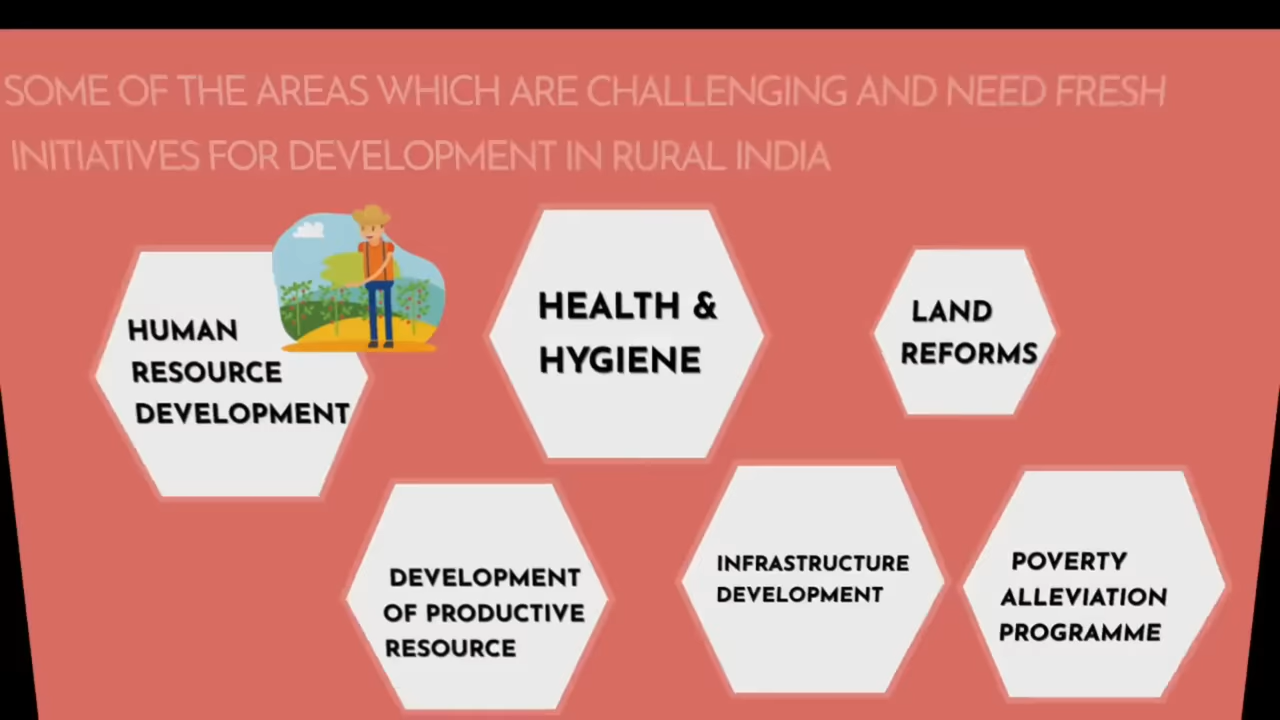 SOME OF THE AREAS WHICH ARE CHALLENGING AND NEED FRESH
INITIATIVES FOR DEVELOPMENT IN RURAL INDIA
HUMAN
RESOURCE
DEVELOPMENT
HEALTH &
HYGIENE
LAND
REFORMS
DEVELOPMENT
OF PRODUCTIVE
RESOURCE
INFRASTRUCTURE
DEVELOPMENT
POVERTY
ALLEVIATION
PROGRAMME